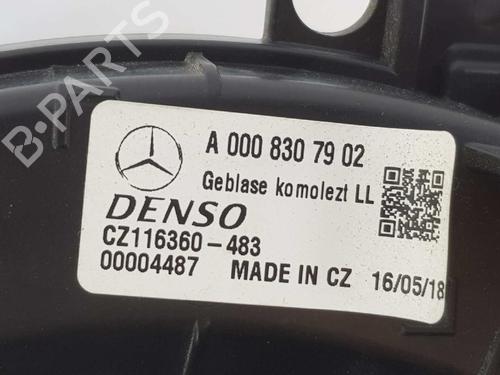 B-PARTS
A 000 830 79 02
Geblase komolezt LL
DENSO
CZ116360-483
00004487 MADE IN CZ 16/05/18